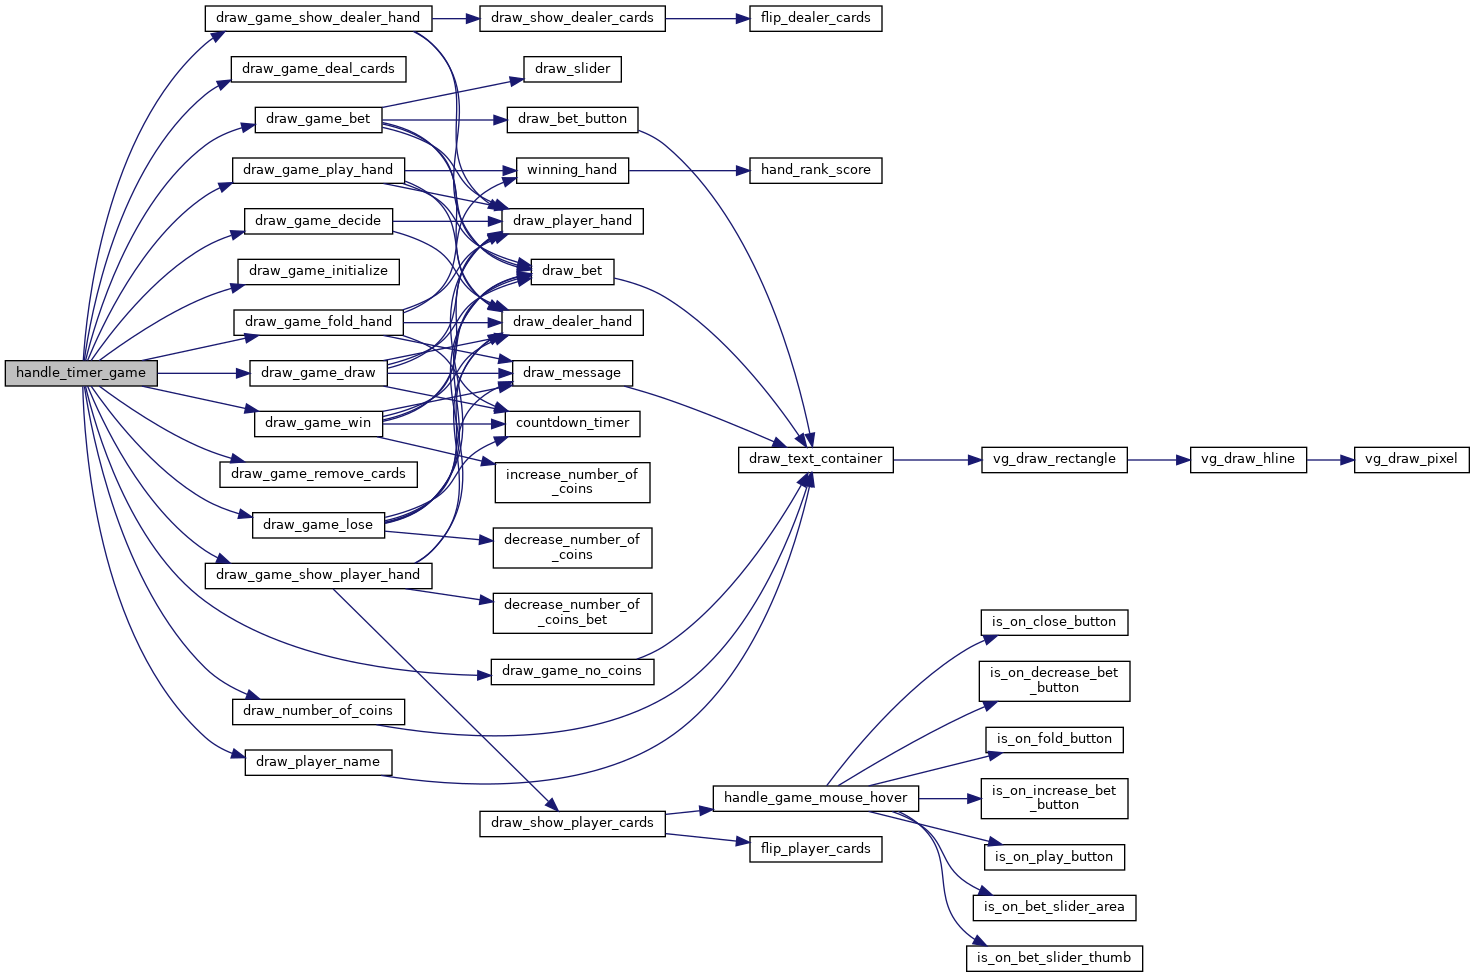 handle_timer_game
draw_game_show_dealer_hand
draw_game_deal_cards
draw_game_bet
draw_game_play_hand
draw_game_decide
draw_game_initialize
draw_game_fold_hand
draw_game_draw
draw_game_win
draw_game_remove_cards
draw_game_lose
draw_game_show_player_hand
draw_number_of_coins
draw_player_name
draw_show_dealer_cards
draw_slider
draw_bet_button
winning_hand
draw_player_hand
draw_bet
draw_dealer_hand
draw_message
countdown_timer
increase_number_of
_coins
decrease_number_of
_coins
decrease_number_of
_coins_bet
draw_game_no_coins
draw_show_player_cards
flip_dealer_cards
hand_rank_score
draw_text_container
handle_game_mouse_hover
flip_player_cards
vg_draw_rectangle
vg_draw_hline
vg_draw_pixel
is_on_close_button
is_on_decrease_bet
_button
is_on_fold_button
is_on_increase_bet
_button
is_on_play_button
is_on_bet_slider_area
is_on_bet_slider_thumb